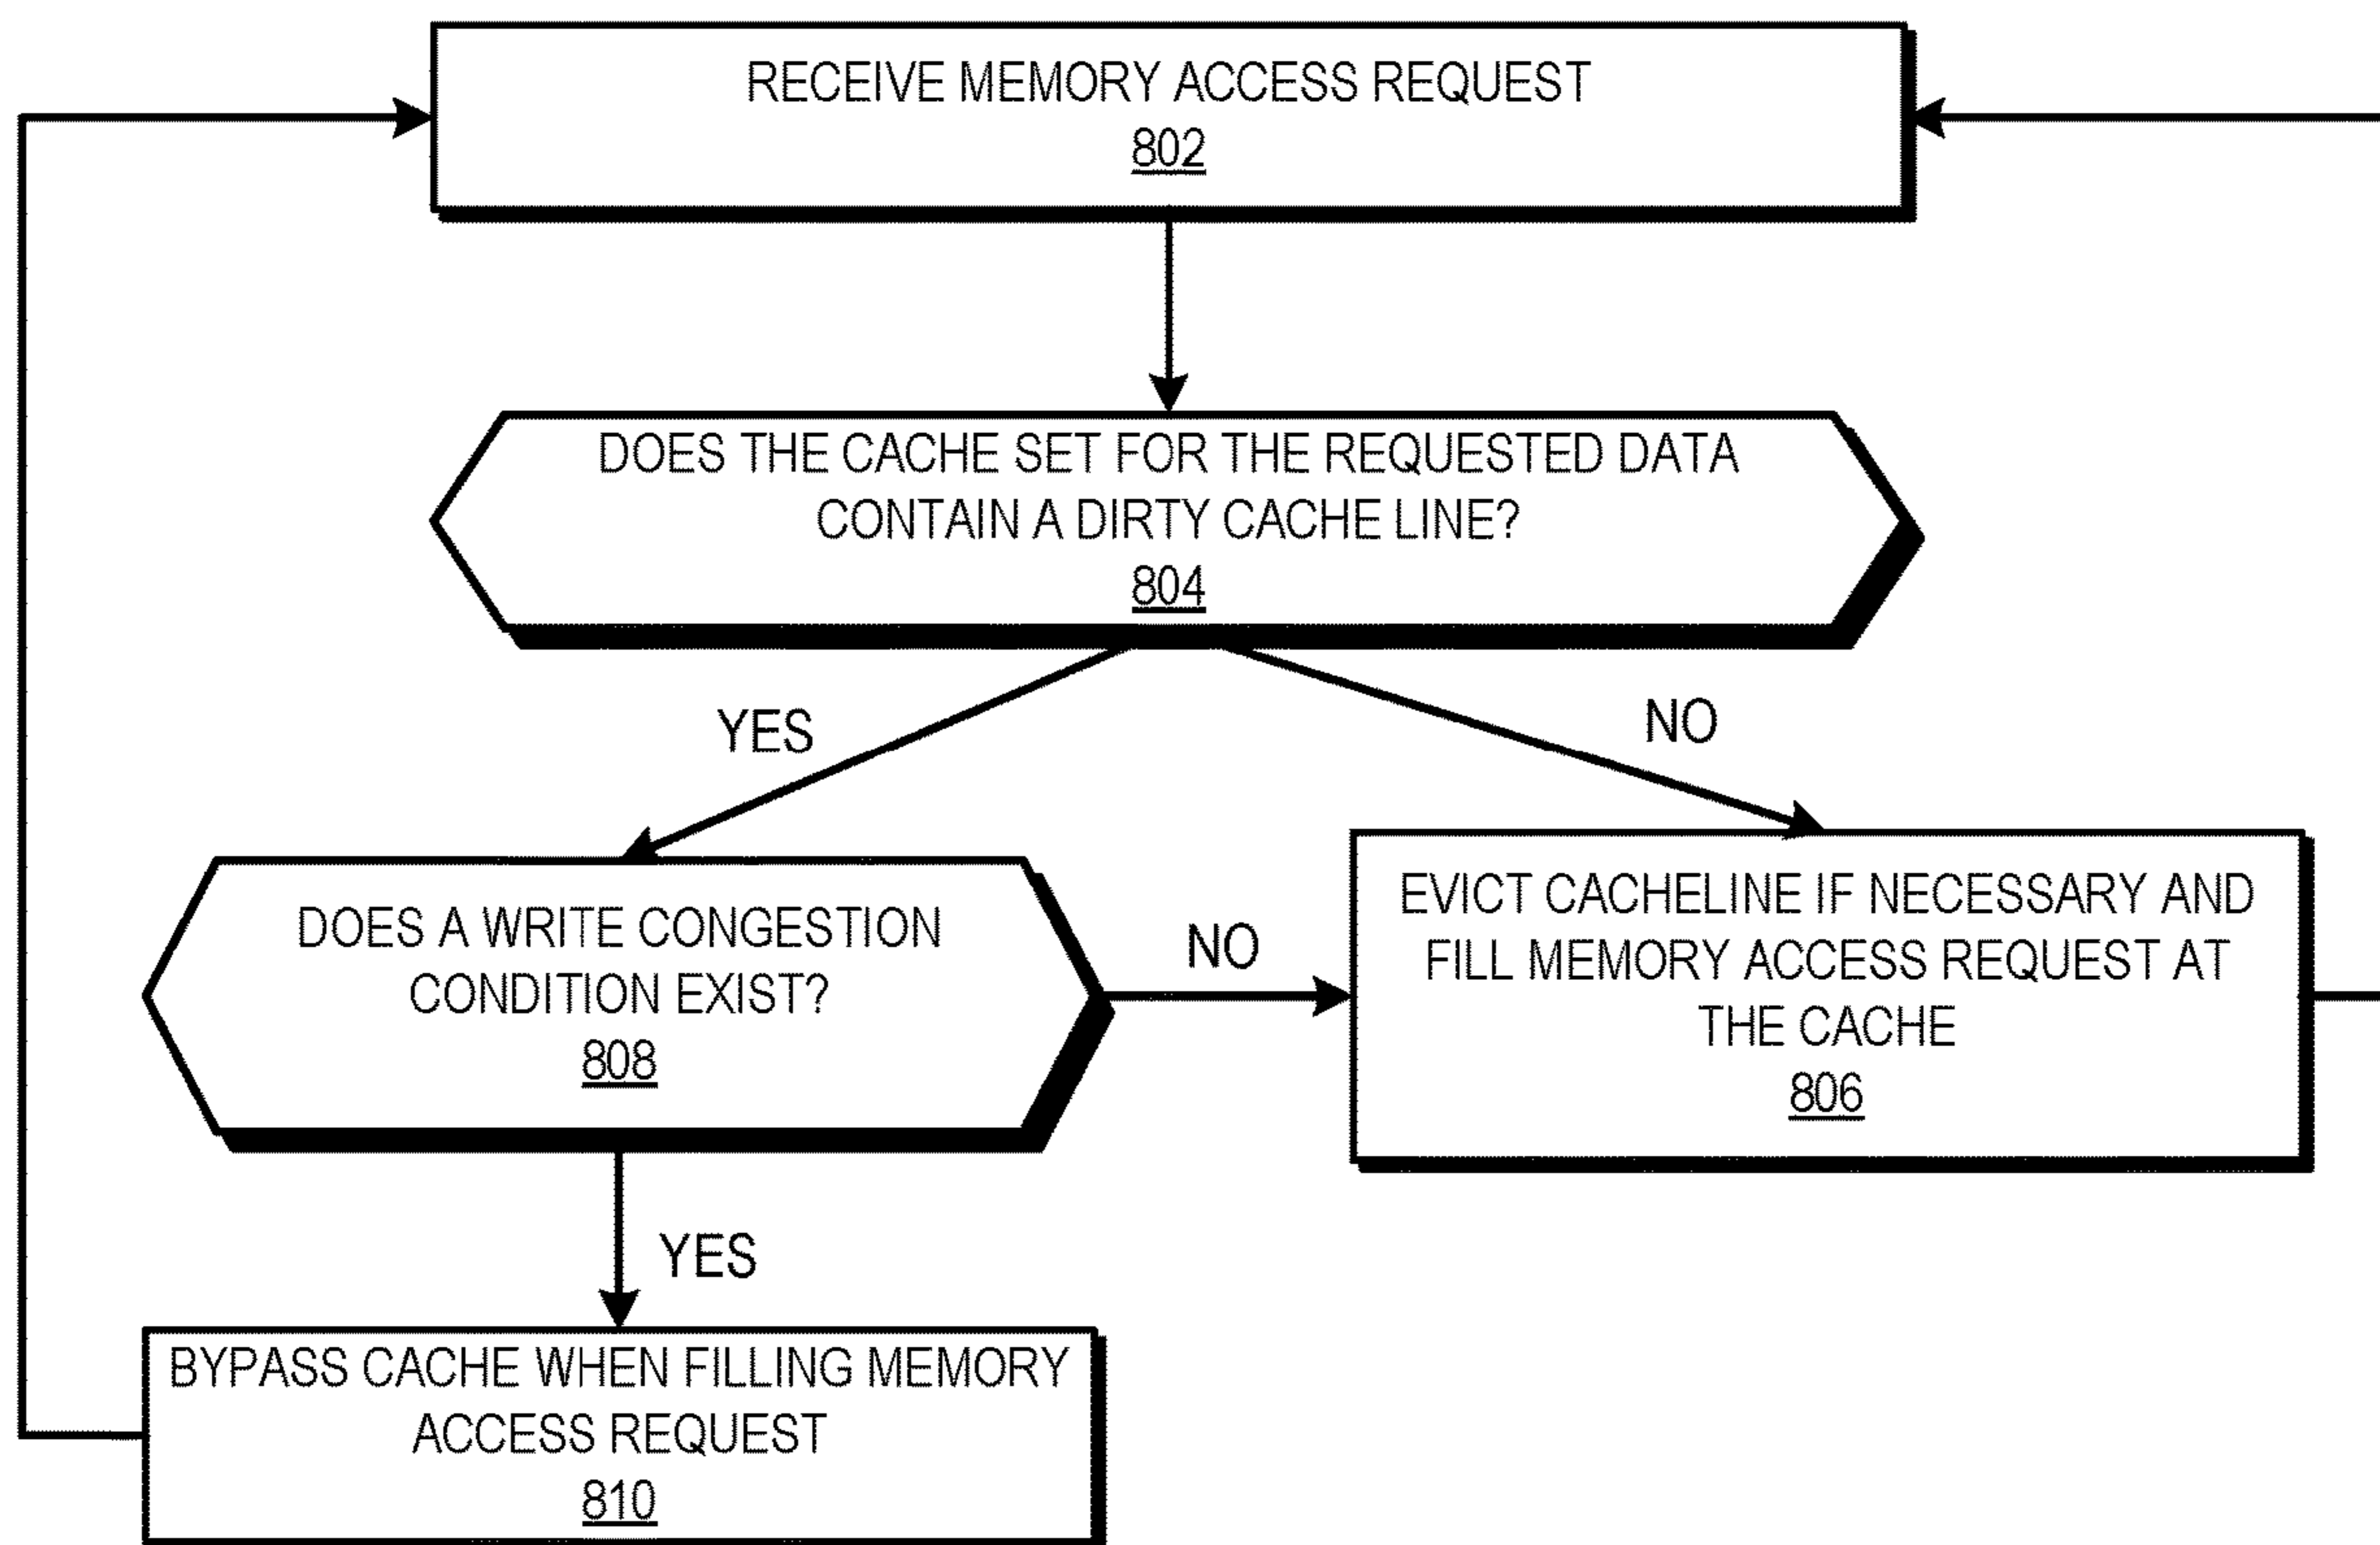 RECEIVE MEMORY ACCESS REQUEST
802
DOES THE CACHE SET FOR THE REQUESTED DATA
CONTAIN A DIRTY CACHE LINE?
804
YES
NO
DOES A WRITE CONGESTION
CONDITION EXIST?
808
NO
EVICT CACHELINE IF NECESSARY AND
FILL MEMORY ACCESS REQUEST AT
THE CACHE
806
YES
BYPASS CACHE WHEN FILLING MEMORY
ACCESS REQUEST
810